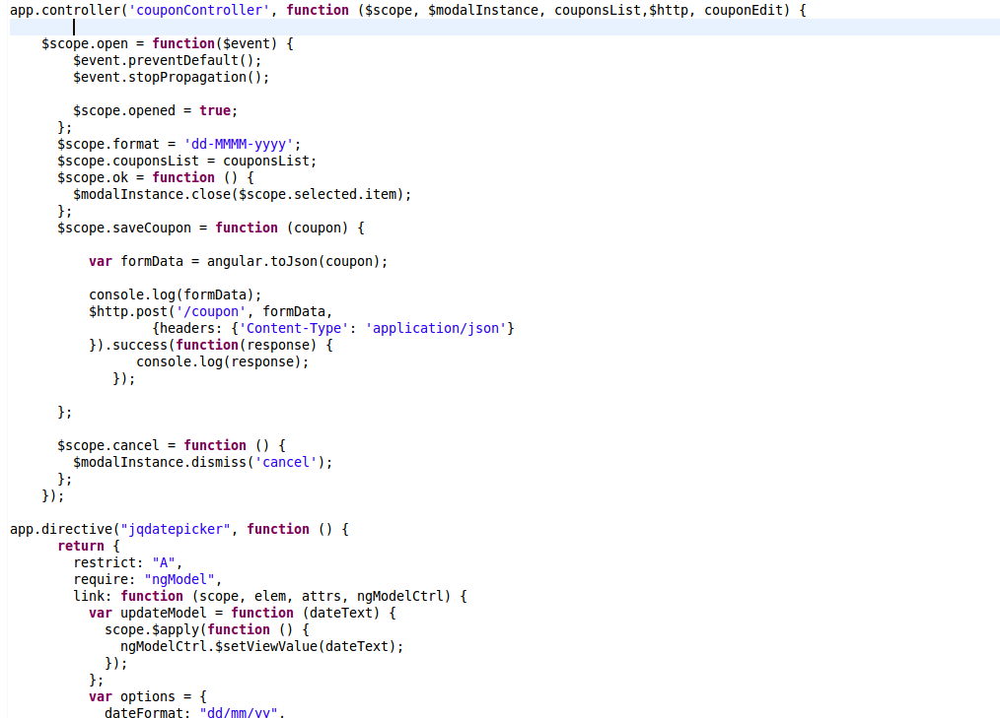 app.controller('couponController', function ($scope, $modalInstance, couponsList,$http, couponEdit) {
$scope.open = function($event) {
$event.preventDefault();
$event.stopPropagation();
$scope.opened = true;
};
$scope.format = 'dd-MMMM-yyyy';
$scope.couponsList = couponsList;
$scope.ok = function () {
$modalInstance.close($scope.selected.item);
};
$scope.saveCoupon = function (coupon) {
var formData = angular.toJson(coupon);
console.log(formData);
$http.post('/coupon', formData,
{headers: {'Content-Type': 'application/json'}
}).success(function(response) {
console.log(response);
});
};
$scope.cancel = function () {
$modalInstance.dismiss('cancel');
};
});
app.directive("jqdatepicker", function () {
return {
restrict: "A",
require: "ngModel",
link: function (scope, elem, attrs, ngModelCtrl) {
var updateModel = function (dateText) {
scope.$apply(function () {
ngModelCtrl.$setViewValue(dateText);
});
};
var options = {
dateFormat: "dd/mm/yy",